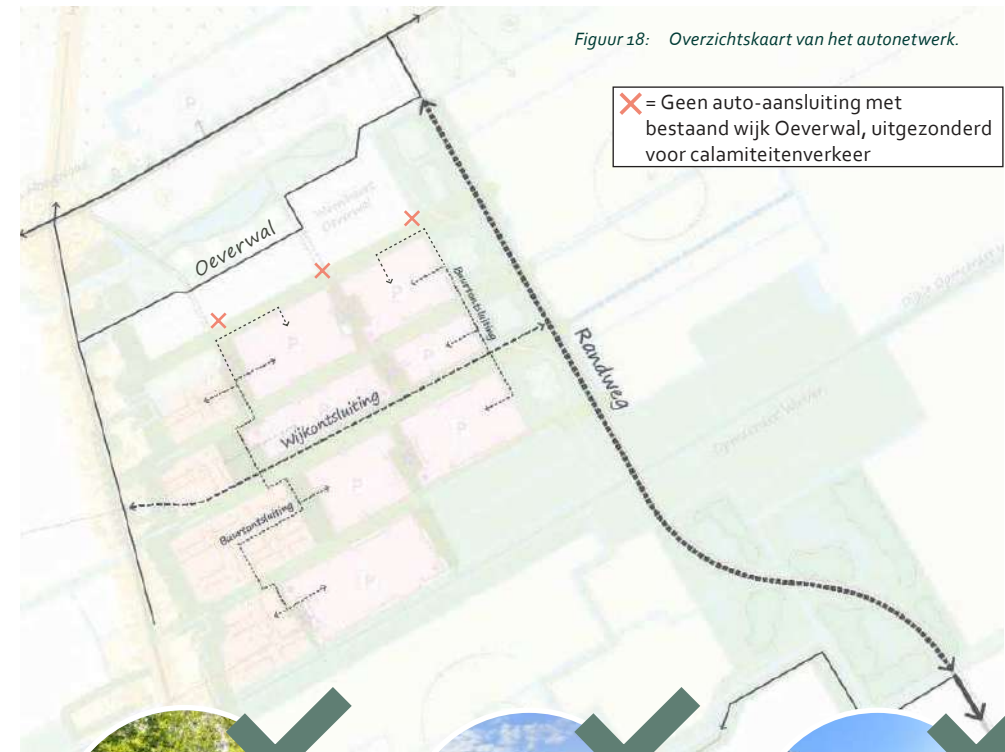 Figuur 18: Overzichtskaart van het autonetwerk.
= Geen auto-aansluiting met
bestaand wijk Oeverwal, uitgezonderd
voor calamiteitenverkeer
Oeverwal
Oeverwal
Buurtontsluiting
Randweg
Wijkontsluiting
Buurtontsluiting
P
P
P
P
P